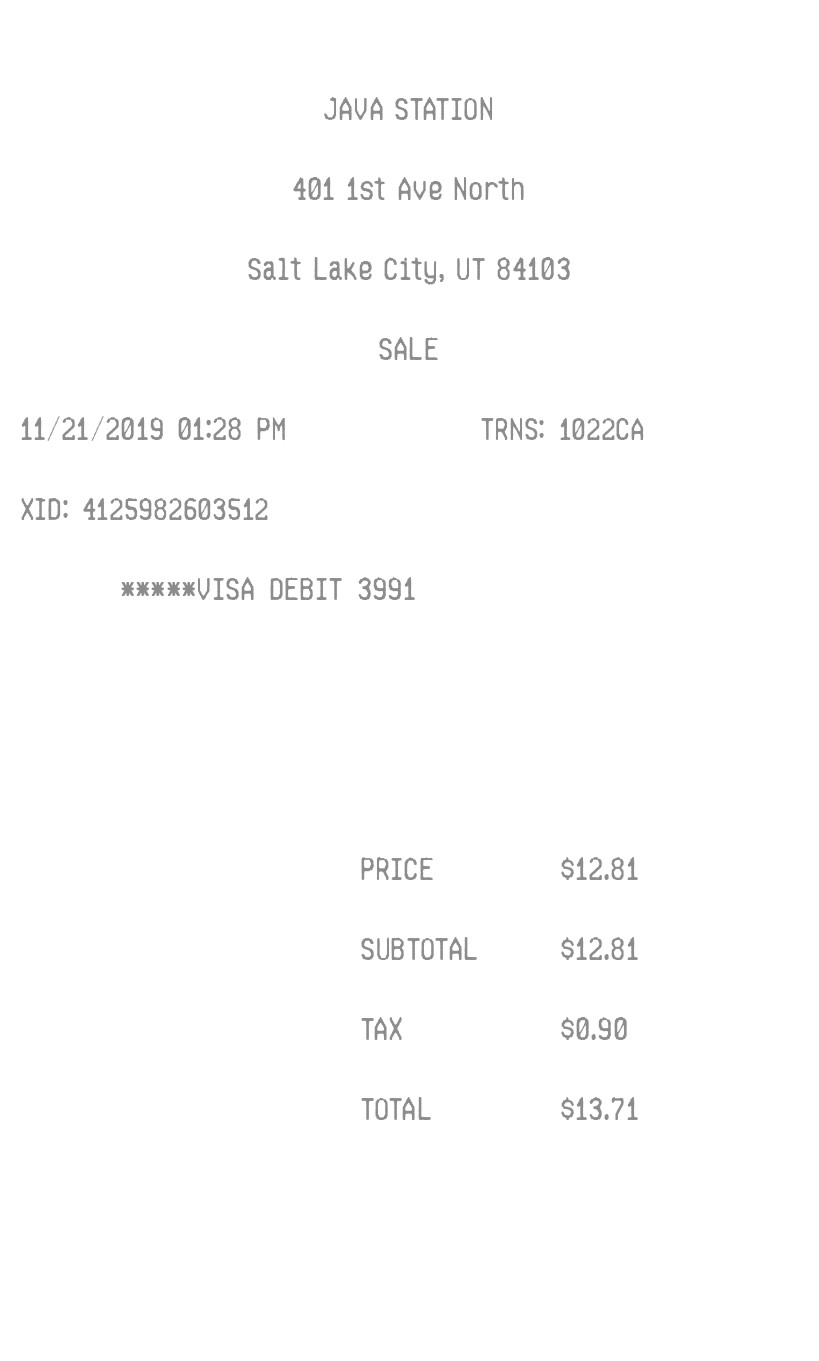 JAVA STATION
401 1st Ave North
Salt Lake City, UT 84103
SALE
11/21/2019 01:28 PM TRNS: 1022CA
XID: 4125982603512
*****VISA DEBIT 3991
PRICE $12.81
SUBTOTAL $12.81
TAX $0.90
TOTAL $13.71